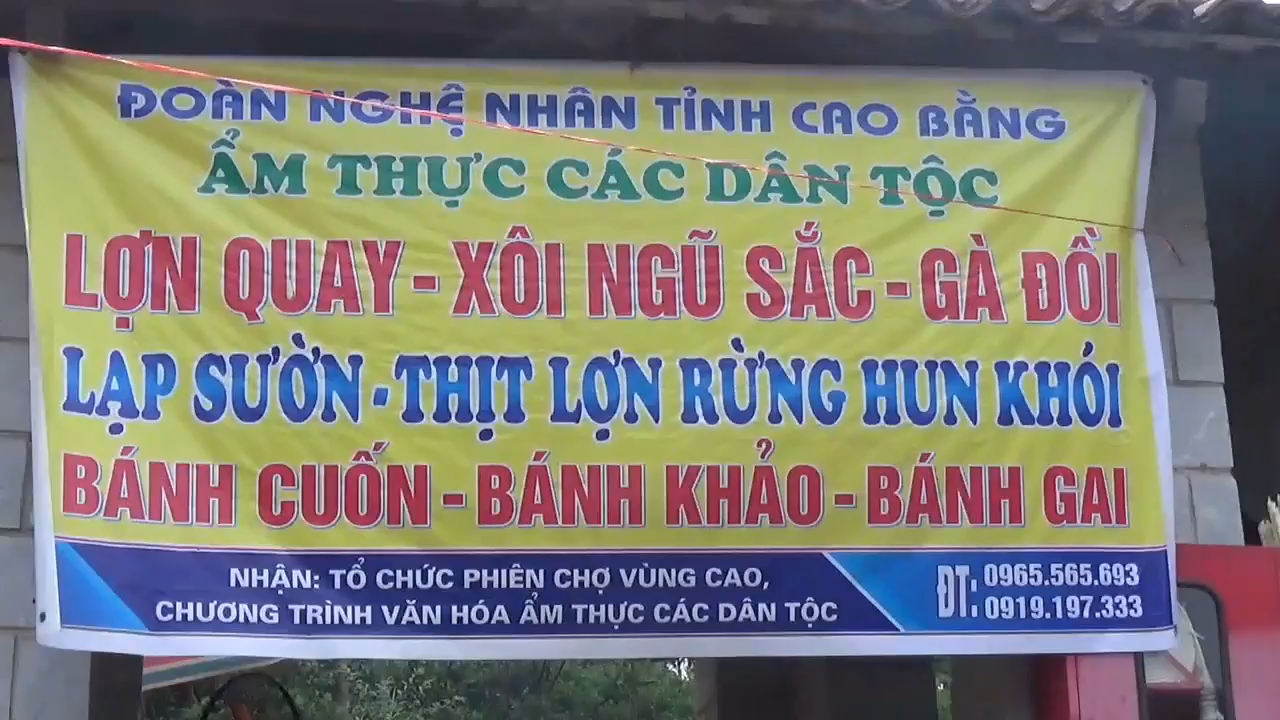 ĐOÀN NGHỆ NHÂN TỈNH CAO BẰNG
ẨM THỰC CÁC DÂN TỘC
LỢN QUAY - XÔI NGŨ SẮC - GÀ ĐỒI
LẠP SƯỜN - THỊT LỢN RỪNG HUN KHÓI
BÁNH CUỐN - BÁNH KHẢO - BÁNH GAI
NHẬN: TỔ CHỨC PHIÊN CHỢ VÙNG CAO,
CHƯƠNG TRÌNH VĂN HÓA ẨM THỰC CÁC DÂN TỘC
ĐT: 0965.565.693
0919.197.333